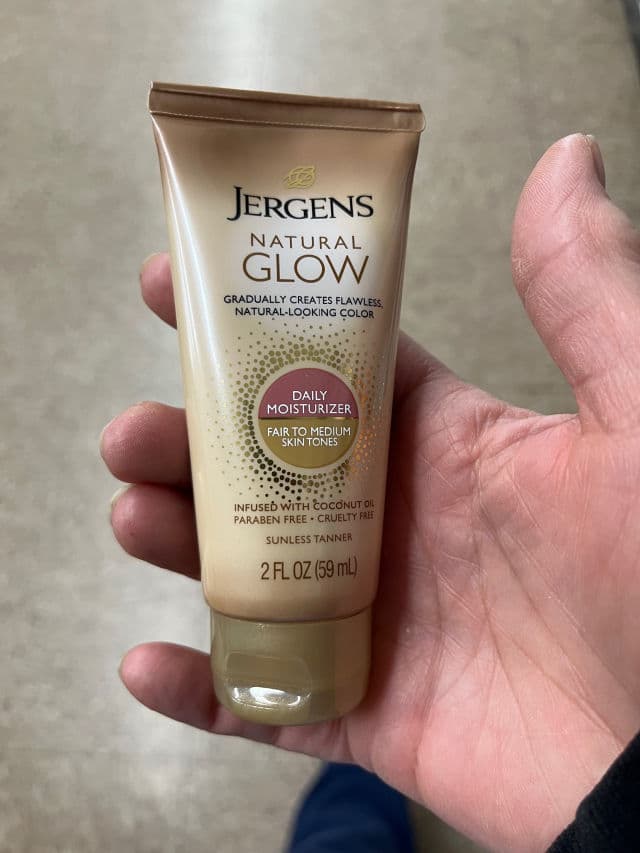 JERGENS
NATURAL
GLOW
GRADUALLY CREATES FLAWLESS,
NATURAL-LOOKING COLOR
DAILY
MOISTURIZER
FAIR TO MEDIUM
SKIN TONES
INFUSED WITH COCONUT OIL
PARABEN FREE • CRUELTY FREE
SUNLESS TANNER
2 FL OZ (59 mL)